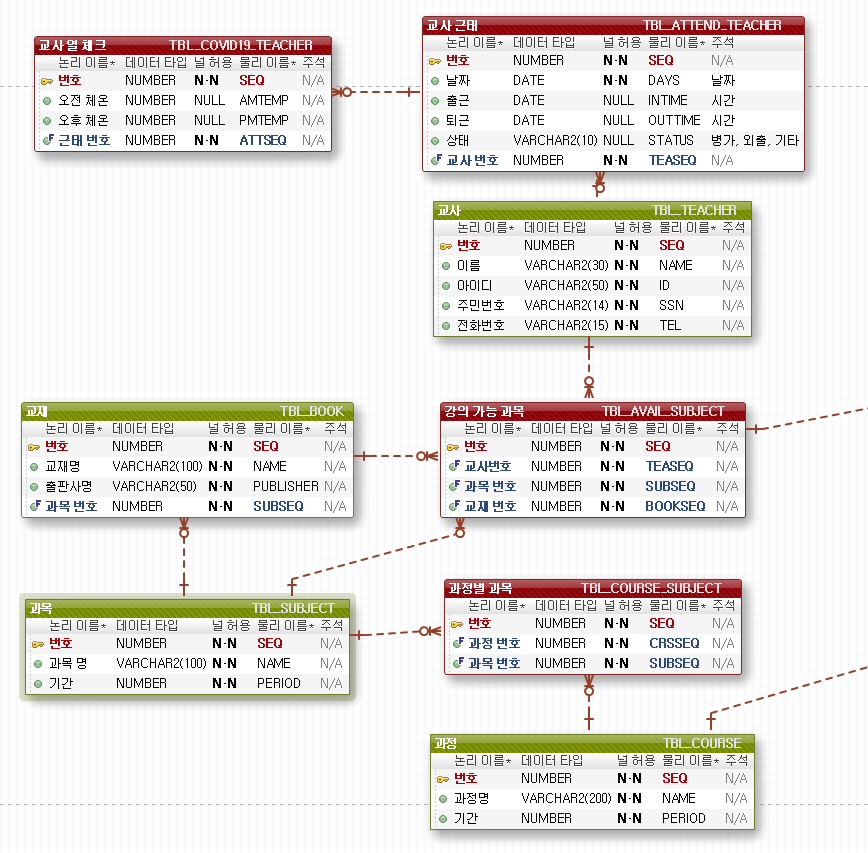 교사 열 체크 TBL_COVID19_TEACHER
논리 이름* 데이터 타입 널 허용 물리 이름* 주석
번호 NUMBER N·N SEQ N/A
오전 체온 NUMBER NULL AMTEMP N/A
오후 체온 NUMBER NULL PMTEMP N/A
근태 번호 NUMBER N·N ATTSEQ N/A
교사 근태 TBL_ATTEND_TEACHER
논리 이름* 데이터 타입 널 허용 물리 이름* 주석
번호 NUMBER N·N SEQ N/A
날짜 DATE N·N DAYS 날짜
출근 DATE NULL INTIME 시간
퇴근 DATE NULL OUTTIME 시간
상태 VARCHAR2(10) NULL STATUS 병가, 외출, 기타
교사 번호 NUMBER N·N TEASEQ N/A
교사 TBL_TEACHER
논리 이름* 데이터 타입 널 허용 물리 이름* 주석
번호 NUMBER N·N SEQ N/A
이름 VARCHAR2(30) N·N NAME N/A
아이디 VARCHAR2(50) N·N ID N/A
주민번호 VARCHAR2(14) N·N SSN N/A
전화번호 VARCHAR2(15) N·N TEL N/A
교재 TBL_BOOK
논리 이름* 데이터 타입 널 허용 물리 이름* 주석
번호 NUMBER N·N SEQ N/A
교재명 VARCHAR2(100) N·N NAME N/A
출판사명 VARCHAR2(50) N·N PUBLISHER N/A
과목 번호 NUMBER N·N SUBSEQ N/A
강의 가능 과목 TBL_AVAIL_SUBJECT
논리 이름* 데이터 타입 널 허용 물리 이름* 주석
번호 NUMBER N·N SEQ N/A
교사번호 NUMBER N·N TEASEQ N/A
과목 번호 NUMBER N·N SUBSEQ N/A
교재 번호 NUMBER N·N BOOKSEQ N/A
과목 TBL_SUBJECT
논리 이름* 데이터 타입 널 허용 물리 이름* 주석
번호 NUMBER N·N SEQ N/A
과목 명 VARCHAR2(100) N·N NAME N/A
기간 NUMBER N·N PERIOD N/A
과정별 과목 TBL_COURSE_SUBJECT
논리 이름* 데이터 타입 널 허용 물리 이름* 주석
번호 NUMBER N·N SEQ N/A
과정 번호 NUMBER N·N CRSSEQ N/A
과목 번호 NUMBER N·N SUBSEQ N/A
과정 TBL_COURSE
논리 이름* 데이터 타입 널 허용 물리 이름* 주석
번호 NUMBER N·N SEQ N/A
과정명 VARCHAR2(200) N·N NAME N/A
기간 NUMBER N·N PERIOD N/A